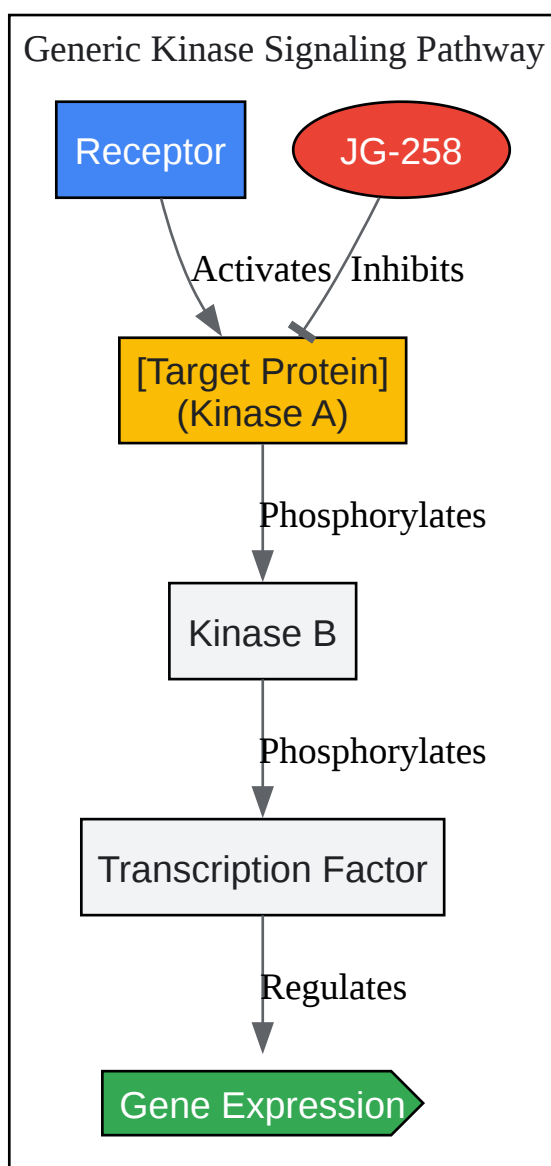 Generic Kinase Signaling Pathway
Receptor
JG-258
Activates
Inhibits
[Target Protein]
(Kinase A)
Phosphorylates
Kinase B
Phosphorylates
Transcription Factor
Regulates
Gene Expression